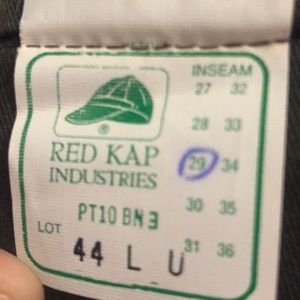 INSEAM
27 32
28 33
29 34
30 35
31 36
®
RED KAP
INDUSTRIES
PT10 BN 3
LOT
44 L U